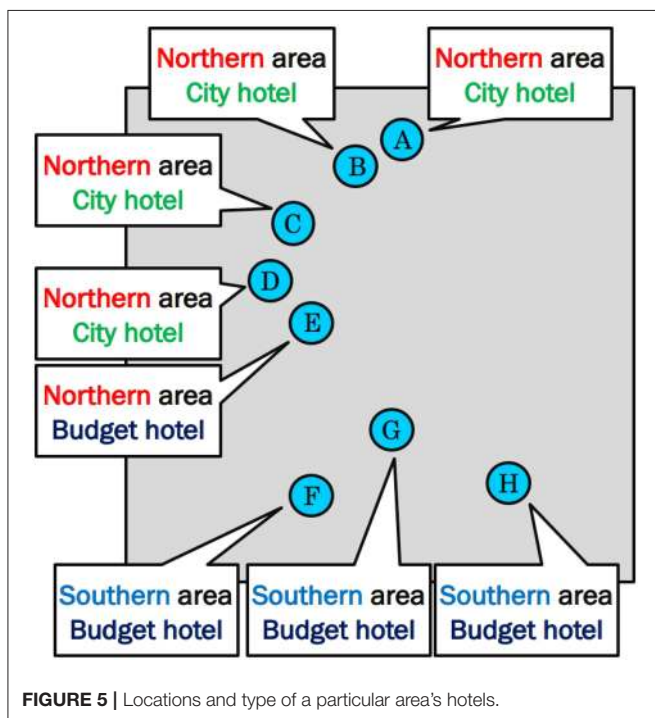 Northern area
City hotel
Northern area
City hotel
A
B
Northern area
City hotel
C
D
Northern area
City hotel
E
Northern area
Budget hotel
G
F
H
Southern area
Budget hotel
Southern area
Budget hotel
Southern area
Budget hotel
FIGURE 5 | Locations and type of a particular area's hotels.